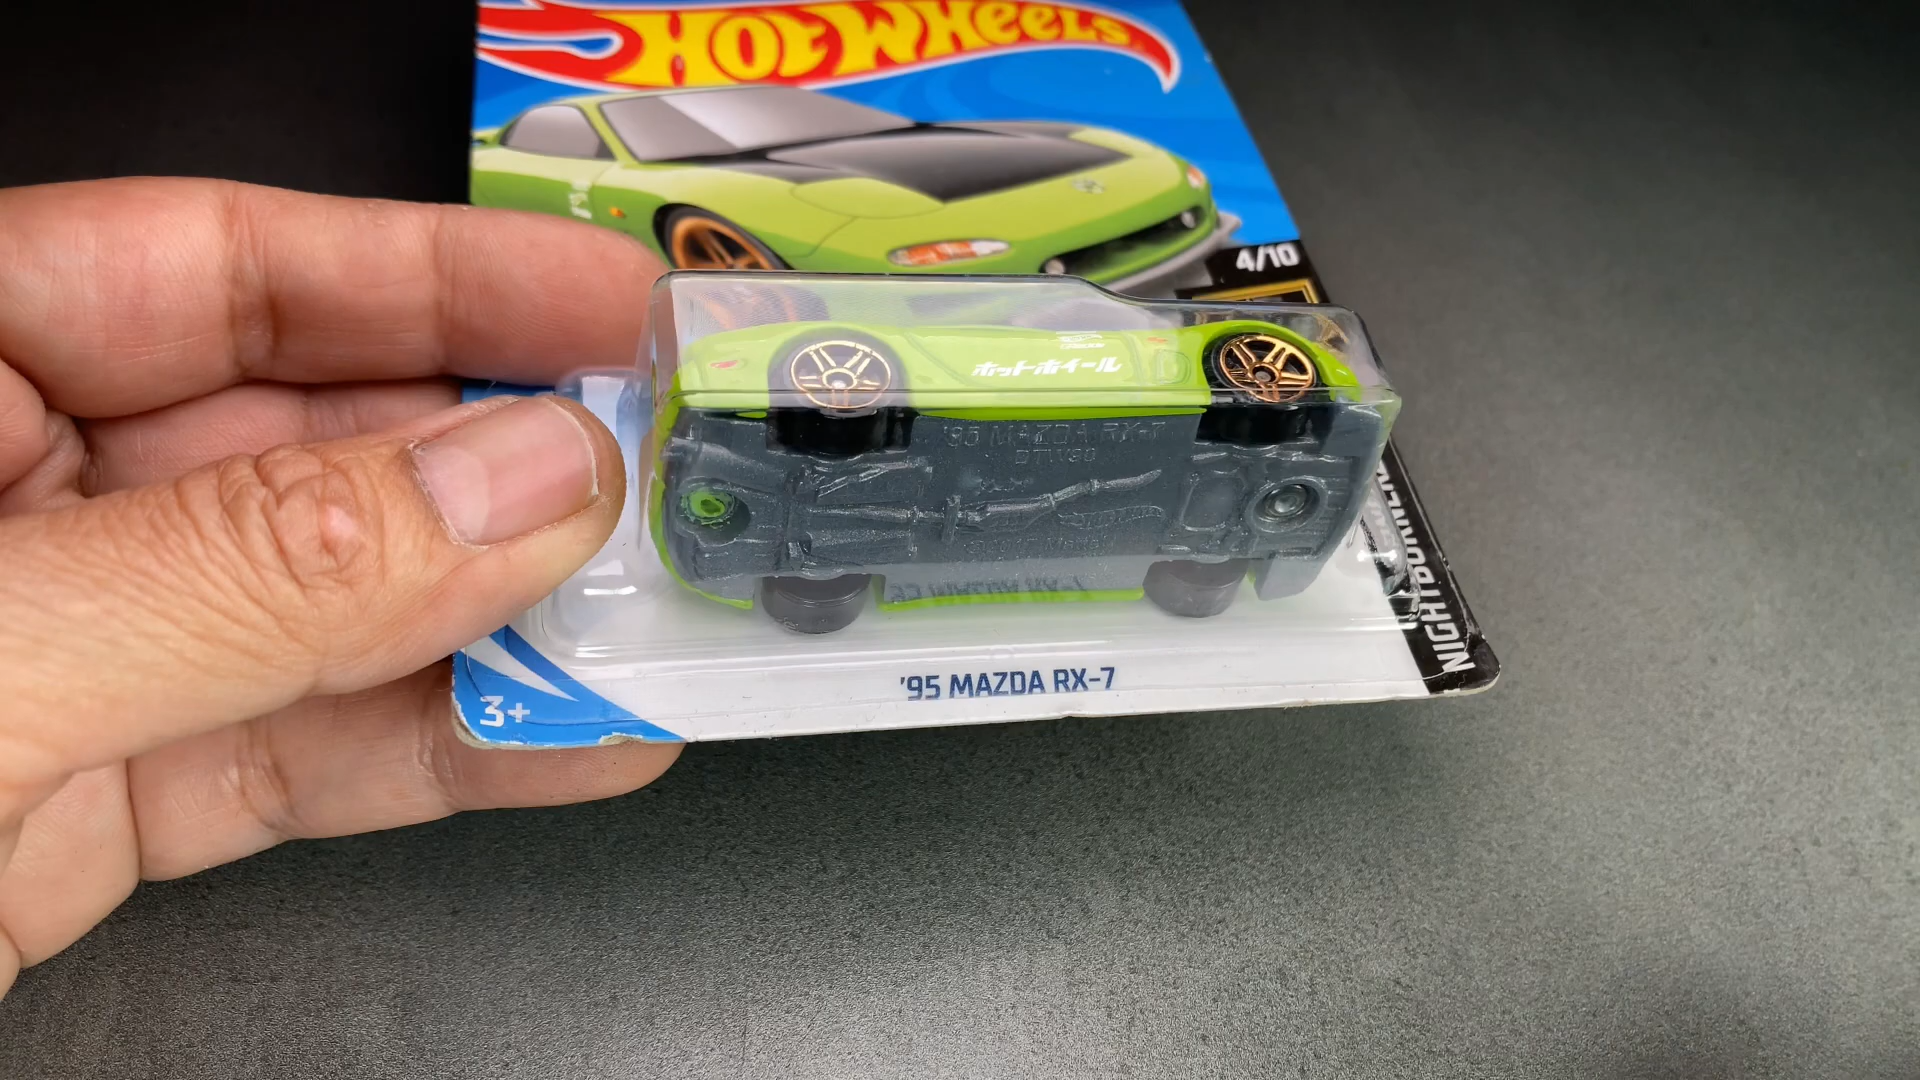 HOT WHEELS
4/10
ホットホイール
'95 MAZDA RX-7
DTW90
'95 MAZDA RX-7
3+
NIGHTBURNERZ